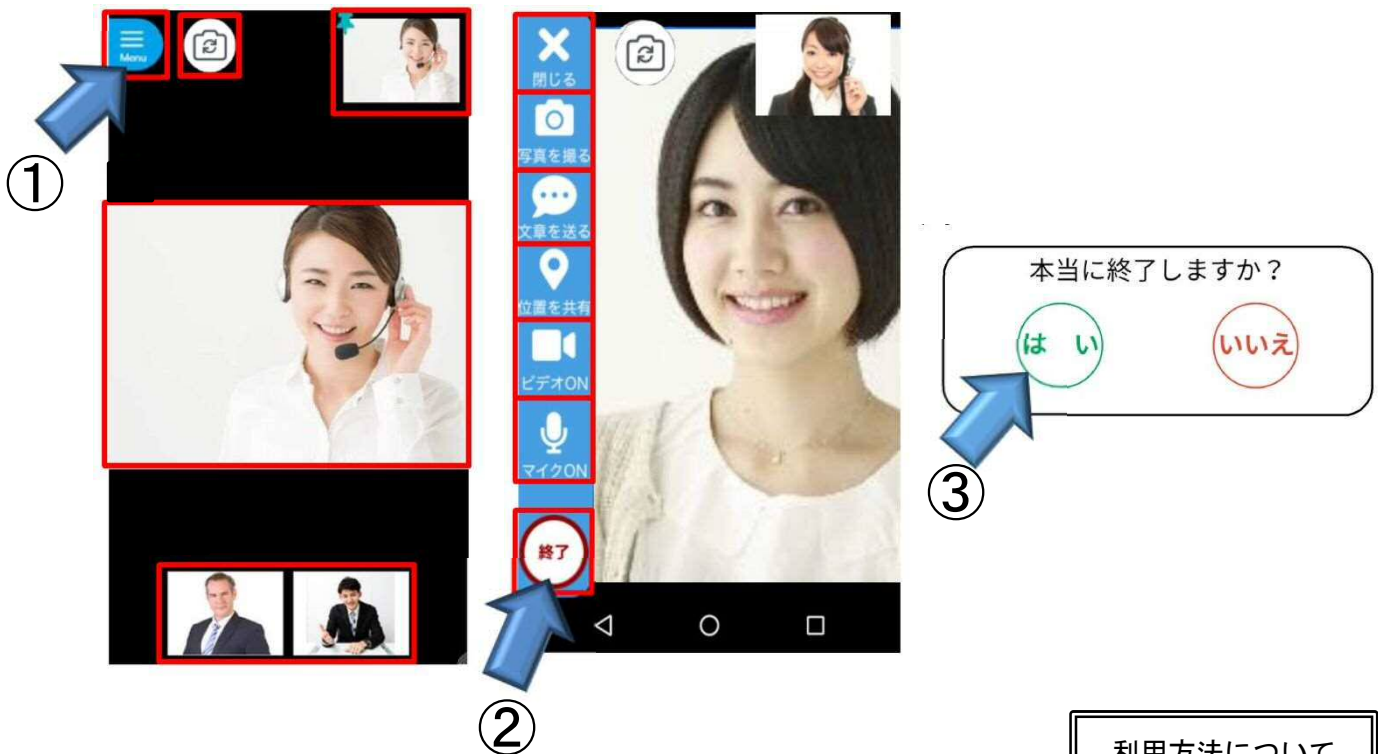 Menu
①
閉じる
写真を撮る
文章を送る
位置を共有
ビデオON
マイクON
終了
②
本当に終了しますか？
は い
いいえ
③
利用方法について